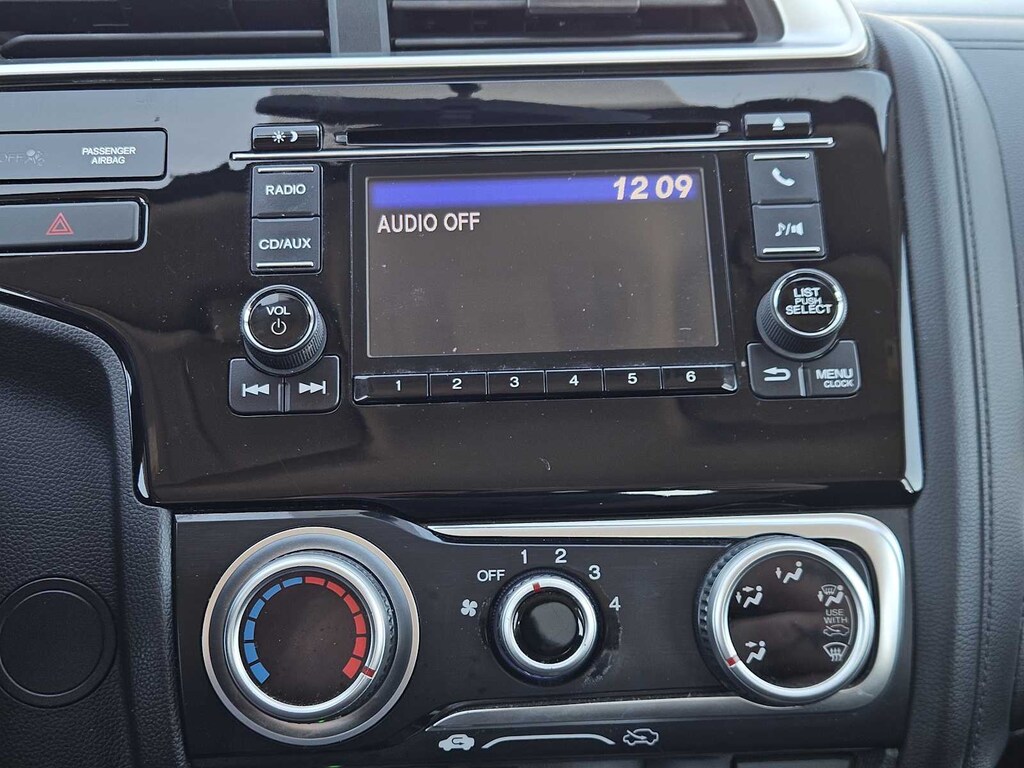 OFF
PASSENGER
AIRBAG
RADIO
CD/AUX
12 09
AUDIO OFF
VOL
LIST
PUSH
SELECT
1 2 3 4 5 6
MENU
CLOCK
OFF 1 2 3 4
USE
WITH